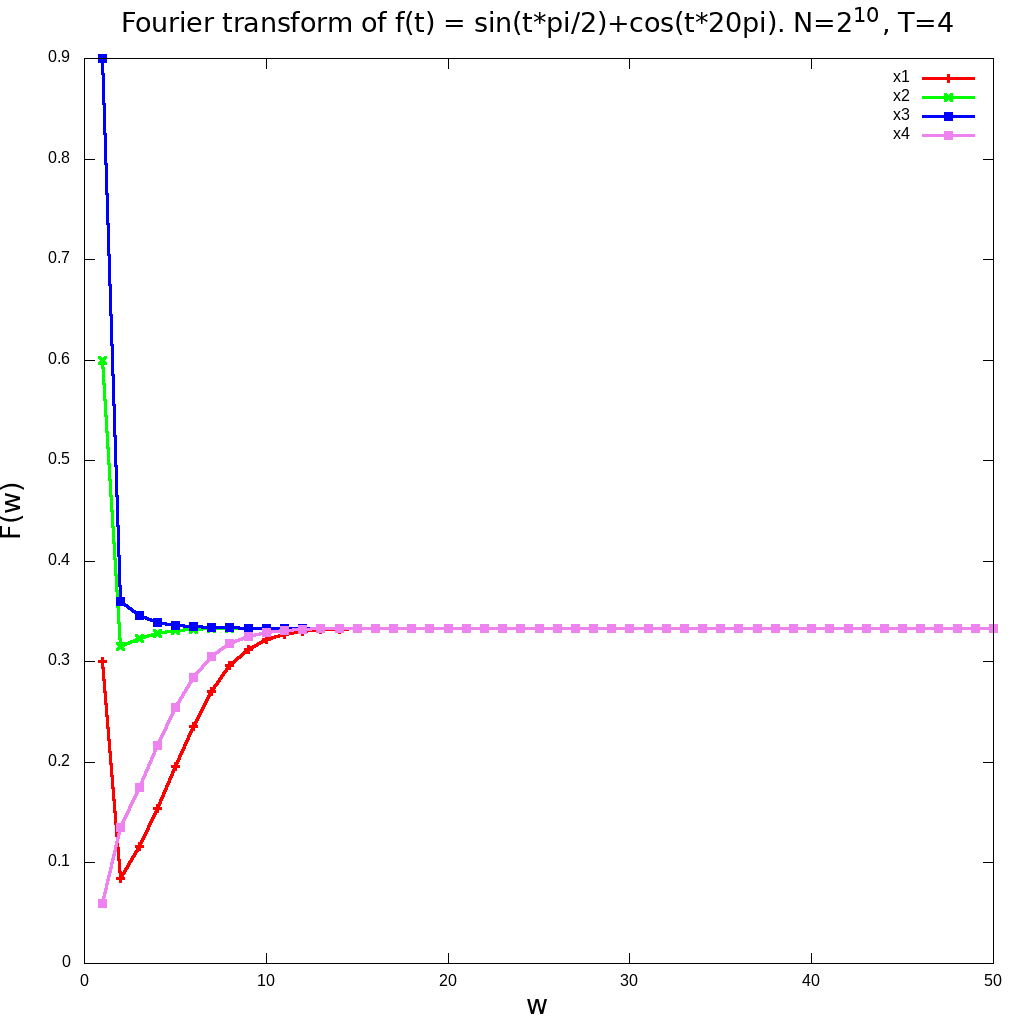 Fourier transform of f(t) = sin(t*pi/2)+cos(t*20pi). N=2^10, T=4
x1
x2
x3
x4
0.9
0.8
0.7
0.6
0.5
0.4
0.3
0.2
0.1
0
F(w)
0 10 20 30 40 50
w